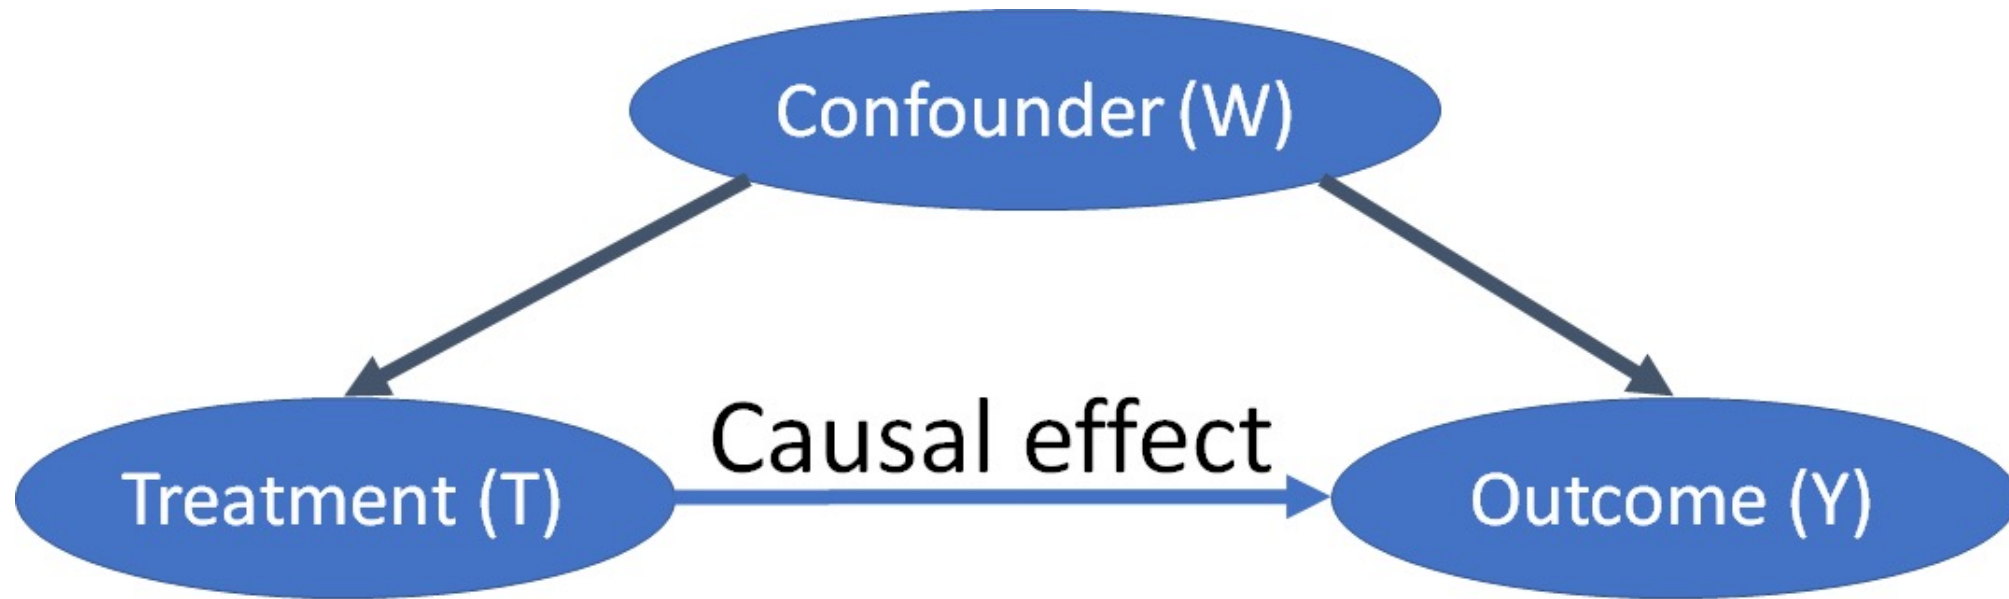 Confounder (W)
Causal effect
Treatment (T)
Outcome (Y)